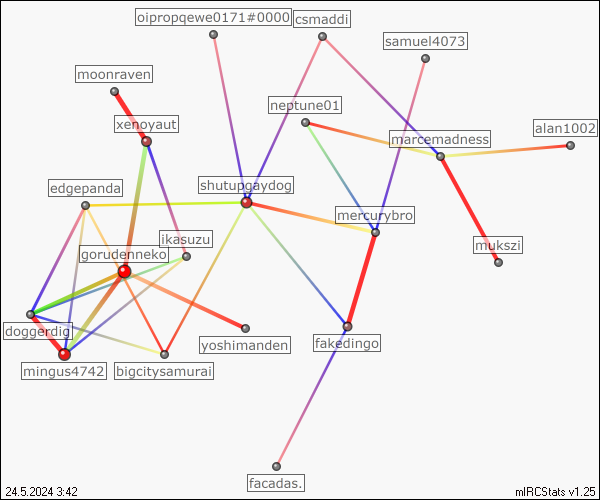 oipropqewe0171#0000
csmaddi
samuel4073
moonraven
neptune01
xenoyaut
alan1002
marcemadness
shutupgaydog
edgepanda
mercurybro
ikasuzu
mukszi
gorudenneko
doggerdig
yoshimanden
fakedingo
mingus4742
bigcitysamurai
facadas.
24.5.2024 3:42
mIRCStats v1.25